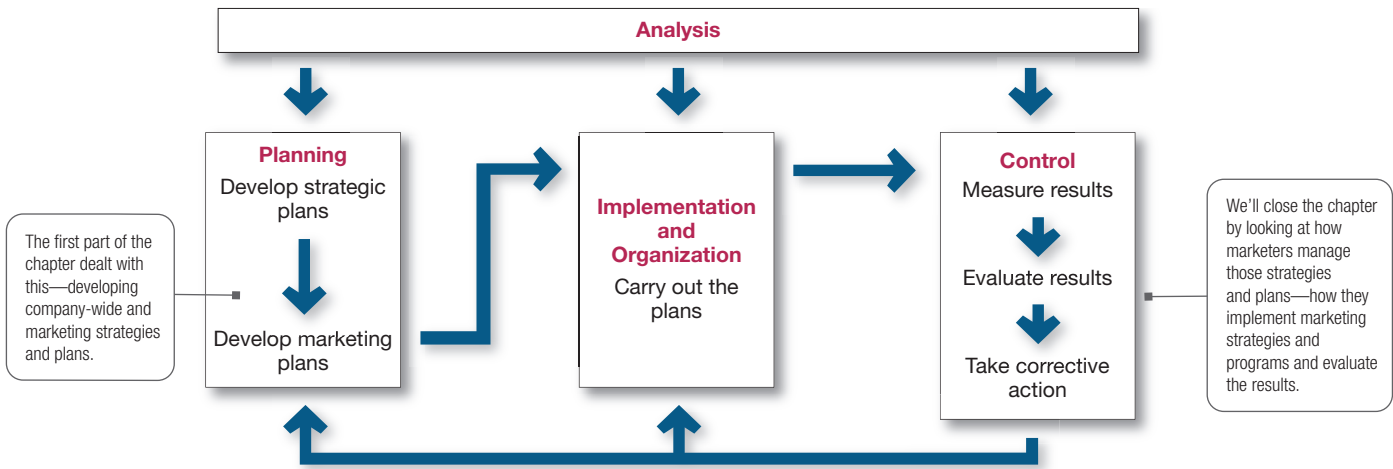 Analysis
Planning
Develop strategic
plans
Develop marketing
plans
The first part of the
chapter dealt with
this—developing
company-wide and
marketing strategies
and plans.
Implementation
and
Organization
Carry out the
plans
Control
Measure results
Evaluate results
Take corrective
action
We’ll close the chapter
by looking at how
marketers manage
those strategies
and plans—how they
implement marketing
strategies and
programs and evaluate
the results.